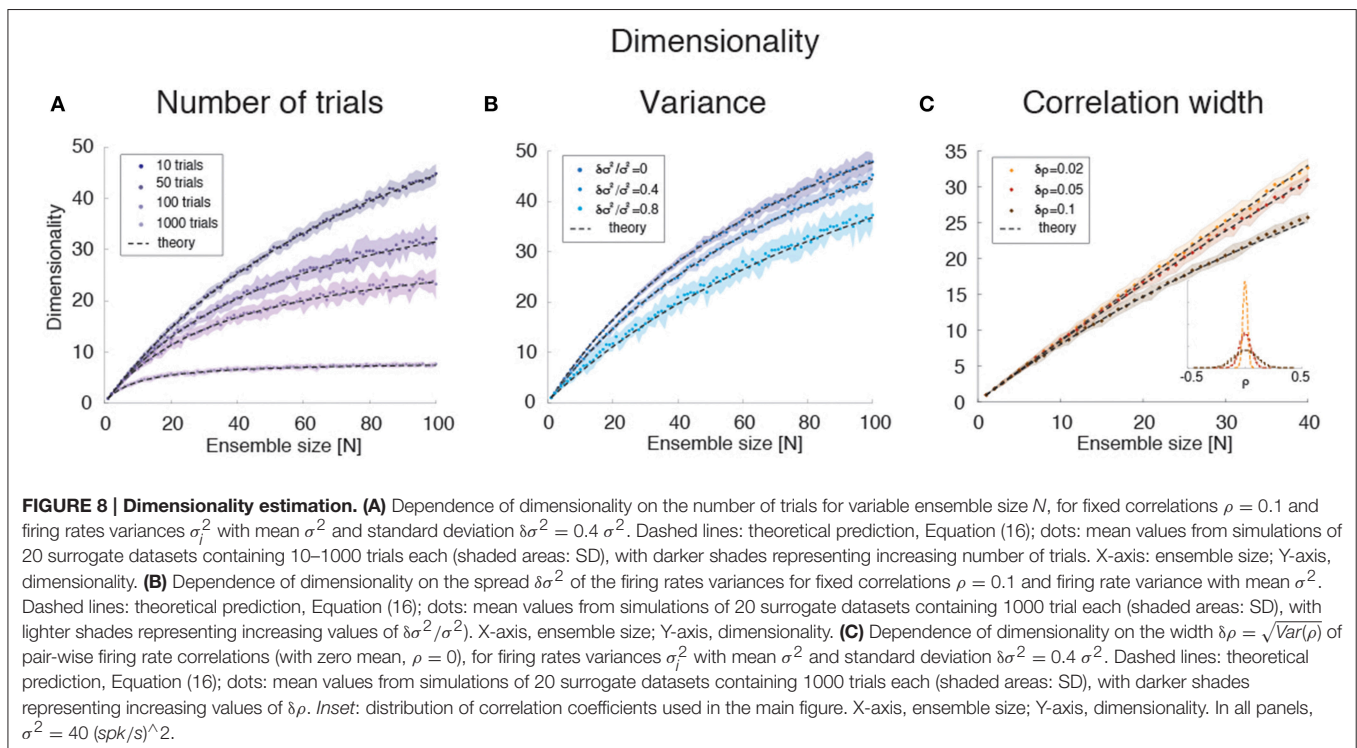 Dimensionality
A Number of trials
50
40
30
20
10
0
Dimensionality
10 trials
50 trials
100 trials
1000 trials
theory
0 20 40 60 80 100
Ensemble size [N]
B Variance
50
40
30
20
10
0
δσ²/σ²=0
δσ²/σ²=0.4
δσ²/σ²=0.8
theory
0 20 40 60 80 100
Ensemble size [N]
C Correlation width
35
30
25
20
15
10
5
0
δρ=0.02
δρ=0.05
δρ=0.1
theory
-0.5 ρ 0.5
0 10 20 30 40
Ensemble size [N]
FIGURE 8 | Dimensionality estimation. (A) Dependence of dimensionality on the number of trials for variable ensemble size N, for fixed correlations ρ = 0.1 and
firing rates variances σᵢ² with mean σ² and standard deviation δσ² = 0.4 σ². Dashed lines: theoretical prediction, Equation (16); dots: mean values from simulations of
20 surrogate datasets containing 10–1000 trials each (shaded areas: SD), with darker shades representing increasing number of trials. X-axis: ensemble size; Y-axis,
dimensionality. (B) Dependence of dimensionality on the spread δσ² of the firing rates variances for fixed correlations ρ = 0.1 and firing rate variance with mean σ².
Dashed lines: theoretical prediction, Equation (16); dots: mean values from simulations of 20 surrogate datasets containing 1000 trial each (shaded areas: SD), with
lighter shades representing increasing values of δσ²/σ²). X-axis, ensemble size; Y-axis, dimensionality. (C) Dependence of dimensionality on the width δρ = √Var(ρ) of
pair-wise firing rate correlations (with zero mean, ρ = 0), for firing rates variances σᵢ² with mean σ² and standard deviation δσ² = 0.4 σ². Dashed lines: theoretical
prediction, Equation (16); dots: mean values from simulations of 20 surrogate datasets containing 1000 trials each (shaded areas: SD), with darker shades
representing increasing values of δρ. Inset: distribution of correlation coefficients used in the main figure. X-axis, ensemble size; Y-axis, dimensionality. In all panels,
σ² = 40 (spk/s)^2.